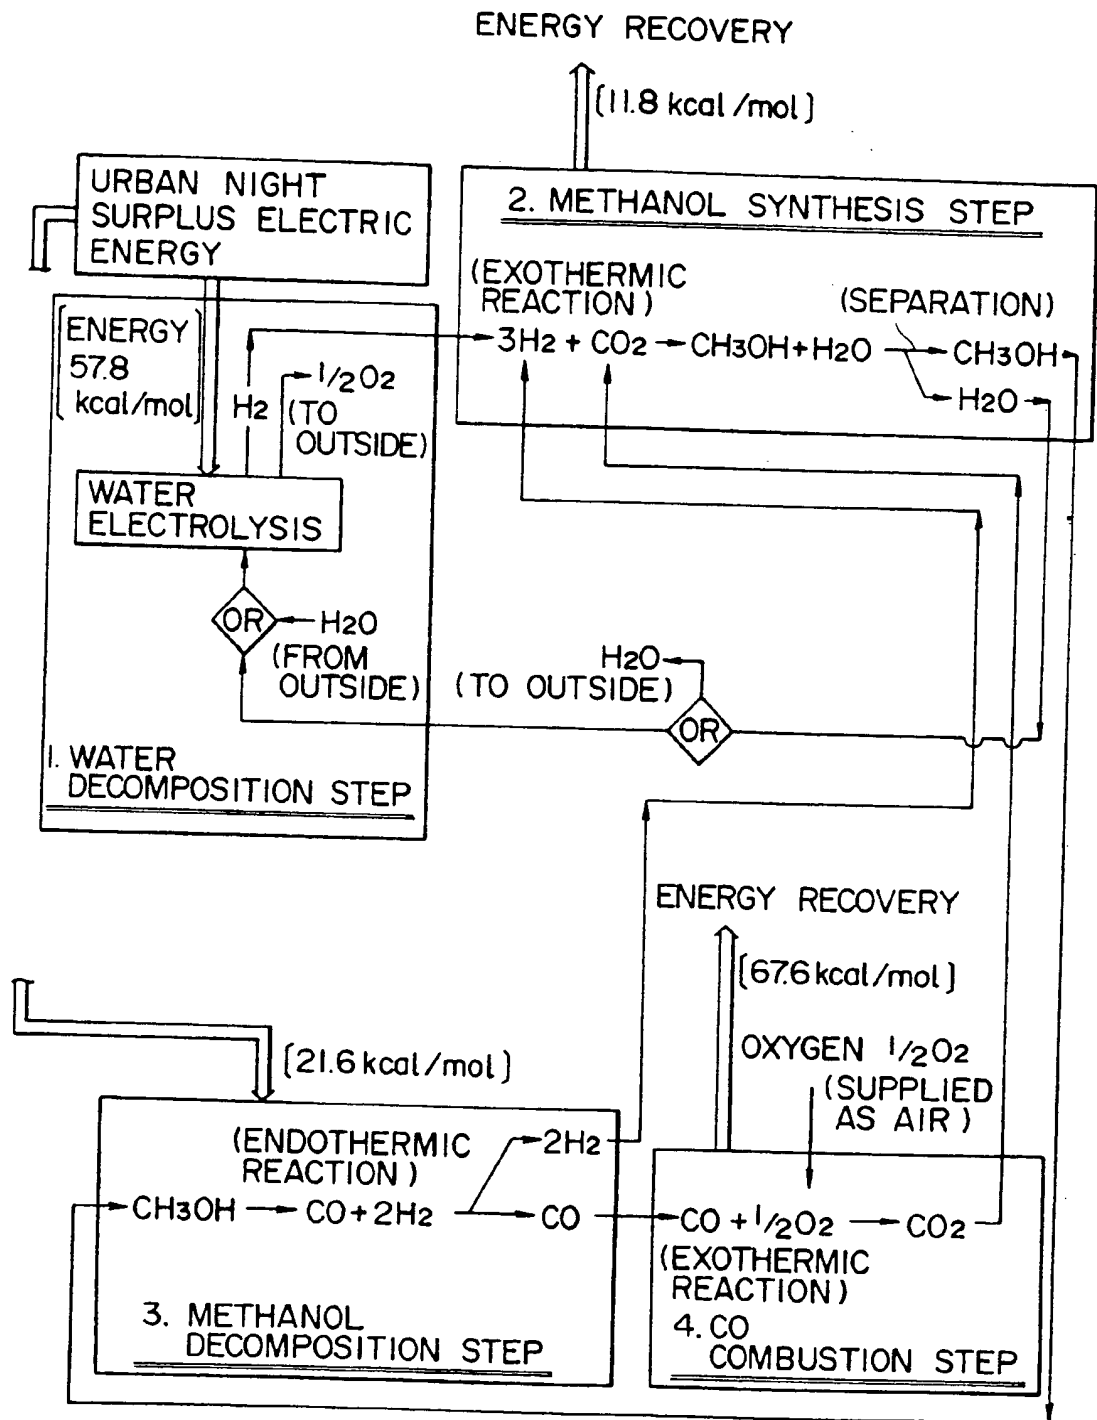 ENERGY RECOVERY
[11.8 kcal/mol]
URBAN NIGHT
SURPLUS ELECTRIC
ENERGY
2. METHANOL SYNTHESIS STEP
(EXOTHERMIC
REACTION)
(SEPARATION)
3H2 + CO2 → CH3OH + H2O → CH3OH
H2O
[ENERGY
57.8
kcal/mol]
H2
1/2O2
(TO
OUTSIDE)
WATER
ELECTROLYSIS
OR
H2O
(FROM
OUTSIDE)
H2O
(TO OUTSIDE)
OR
1. WATER
DECOMPOSITION STEP
ENERGY RECOVERY
[67.6 kcal/mol]
[21.6 kcal/mol]
OXYGEN 1/2O2
(SUPPLIED
AS AIR)
(ENDOTHERMIC
REACTION)
2H2
CH3OH → CO + 2H2 → CO
CO + 1/2O2 → CO2
(EXOTHERMIC
REACTION)
3. METHANOL
DECOMPOSITION STEP
4. CO
COMBUSTION STEP